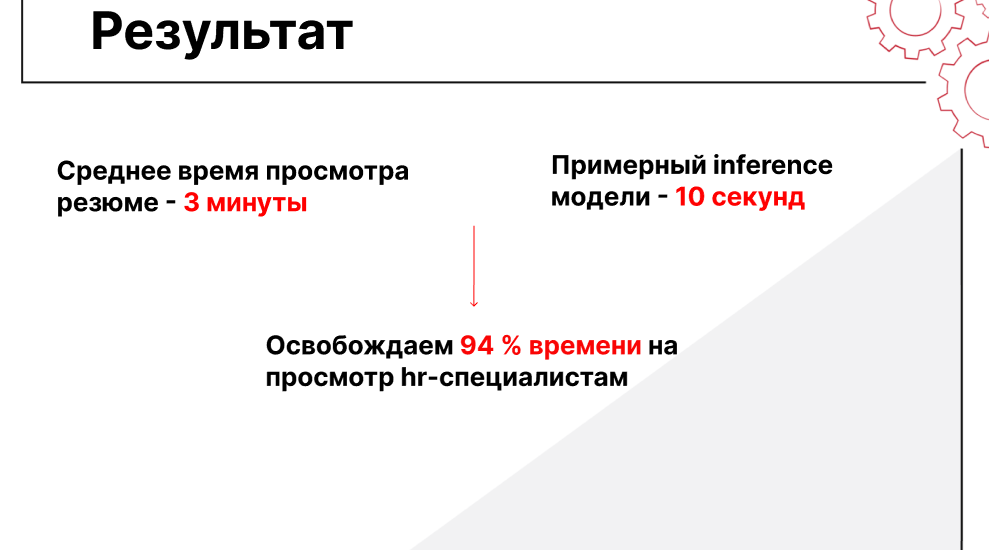 Результат
Среднее время просмотра
резюме - 3 минуты
Примерный inference
модели - 10 секунд
Освобождаем 94 % времени на
просмотр hr-специалистам